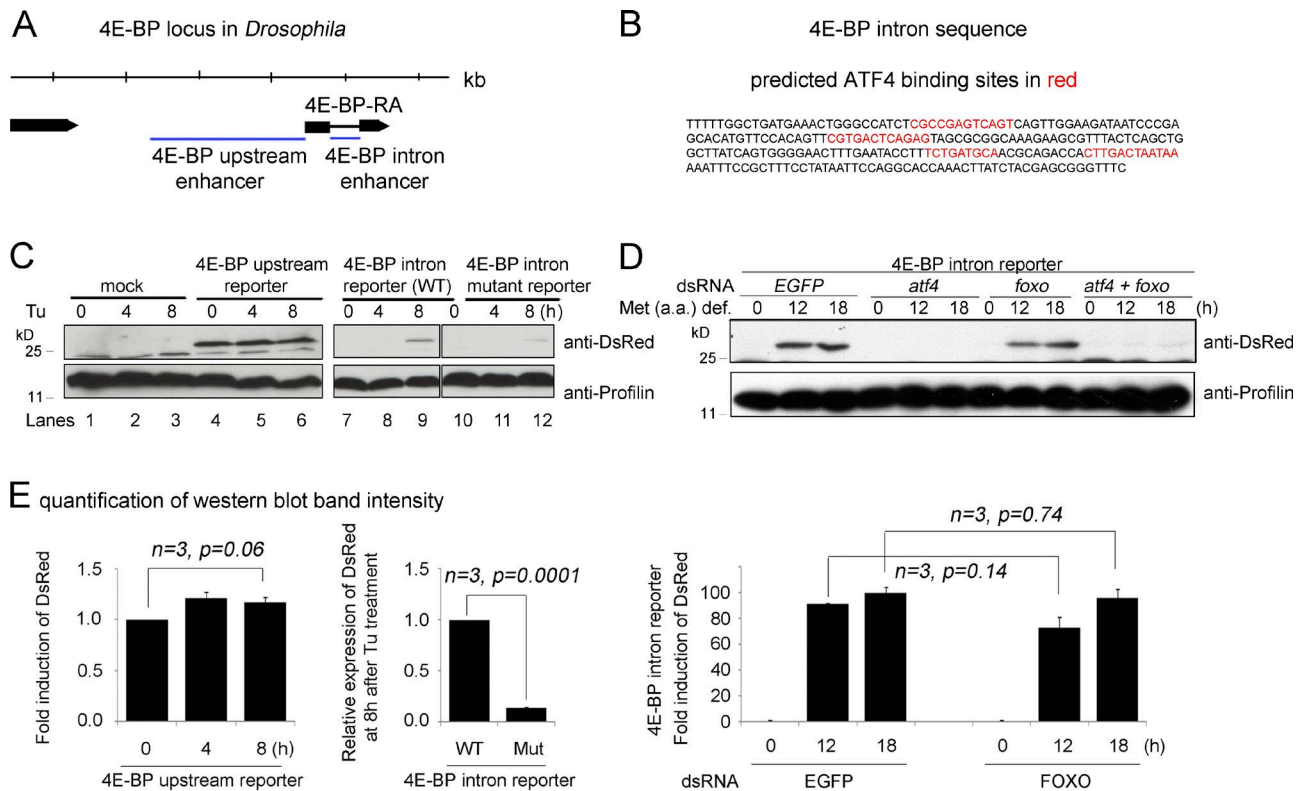 A
4E-BP locus in Drosophila
kb
4E-BP-RA
4E-BP upstream
enhancer
4E-BP intron
enhancer
B
4E-BP intron sequence
predicted ATF4 binding sites in red
TTTTTGGCTGATGAAACTGGGCCATCTCGCCGAGTCAGTCAGTTGGAAGATAATCCCGA
GCACATGTTCCACAGTTCGTGACTCAGAGTAGCGCGGCAAAGAAGCGTTTACTCAGCTG
GCTTATCAGTGGGGAACTTTGAATACCTTTCTGATGCAACGCAGACCACTTGACTAATAA
AAATTTCCGCTTTCCTATAATTCCAGGCACCAAACTTATCTACGAGCGGGTTTC
C
mock
4E-BP upstream
reporter
4E-BP intron
reporter (WT)
4E-BP intron
mutant reporter
Tu 0 4 8 0 4 8 0 4 8 0 4 8 (h)
kD
25
anti-DsRed
11
anti-Profilin
Lanes 1 2 3 4 5 6 7 8 9 10 11 12
D
4E-BP intron reporter
dsRNA EGFP atf4 foxo atf4 + foxo
Met (a.a.) def. 0 12 18 0 12 18 0 12 18 0 12 18 (h)
kD
25
anti-DsRed
11
anti-Profilin
E quantification of western blot band intensity
Fold induction of DsRed
1.5
1.0
0.5
0.0
n=3, p=0.06
0 4 8 (h)
4E-BP upstream reporter
Relative expression of DsRed
at 8h after Tu treatment
1.5
1.0
0.5
0.0
n=3, p=0.0001
WT Mut
4E-BP intron reporter
4E-BP intron reporter
Fold induction of DsRed
100
80
60
40
20
0
n=3, p=0.74
n=3, p=0.14
0 12 18 0 12 18 (h)
dsRNA EGFP FOXO